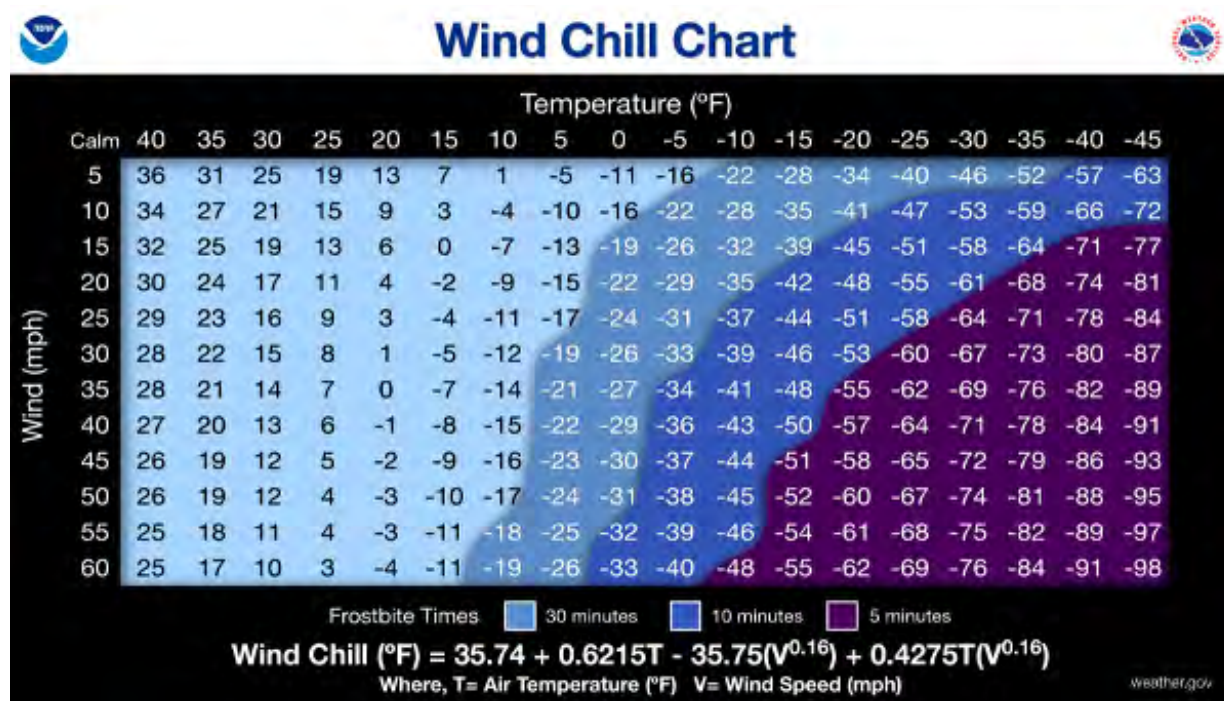 Wind Chill Chart
Temperature (ºF)
Calm 40 35 30 25 20 15 10 5 0 -5 -10 -15 -20 -25 -30 -35 -40 -45
5 36 31 25 19 13 7 1 -5 -11 -16 -22 -28 -34 -40 -46 -52 -57 -63
10 34 27 21 15 9 3 -4 -10 -16 -22 -28 -35 -41 -47 -53 -59 -66 -72
15 32 25 19 13 6 0 -7 -13 -19 -26 -32 -39 -45 -51 -58 -64 -71 -77
20 30 24 17 11 4 -2 -9 -15 -22 -29 -35 -42 -48 -55 -61 -68 -74 -81
25 29 23 16 9 3 -4 -11 -17 -24 -31 -37 -44 -51 -58 -64 -71 -78 -84
30 28 22 15 8 1 -5 -12 -19 -26 -33 -39 -46 -53 -60 -67 -73 -80 -87
35 28 21 14 7 0 -7 -14 -21 -27 -34 -41 -48 -55 -62 -69 -76 -82 -89
40 27 20 13 6 -1 -8 -15 -22 -29 -36 -43 -50 -57 -64 -71 -78 -84 -91
45 26 19 12 5 -2 -9 -16 -23 -30 -37 -44 -51 -58 -65 -72 -79 -86 -93
50 26 19 12 4 -3 -10 -17 -24 -31 -38 -45 -52 -60 -67 -74 -81 -88 -95
55 25 18 11 4 -3 -11 -18 -25 -32 -39 -46 -54 -61 -68 -75 -82 -89 -97
60 25 17 10 3 -4 -11 -19 -26 -33 -40 -48 -55 -62 -69 -76 -84 -91 -98
Wind (mph)
Frostbite Times 30 minutes 10 minutes 5 minutes
Wind Chill (ºF) = 35.74 + 0.6215T - 35.75(V^0.16) + 0.4275T(V^0.16)
Where, T= Air Temperature (ºF) V= Wind Speed (mph)
weather.gov